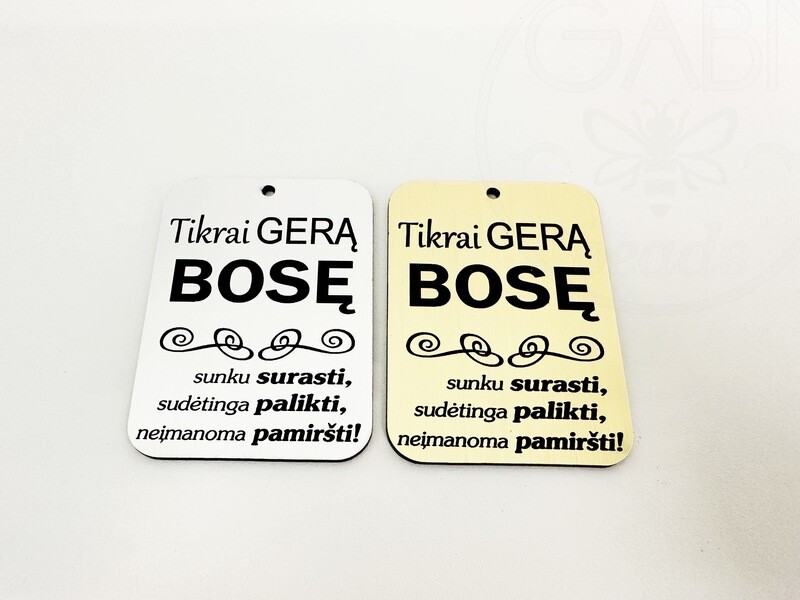 Tikrai GERĄ
BOSĘ
sunku surasti,
sudėtinga palikti,
neįmanoma pamiršti!
Tikrai GERĄ
BOSĘ
sunku surasti,
sudėtinga palikti,
neįmanoma pamiršti!